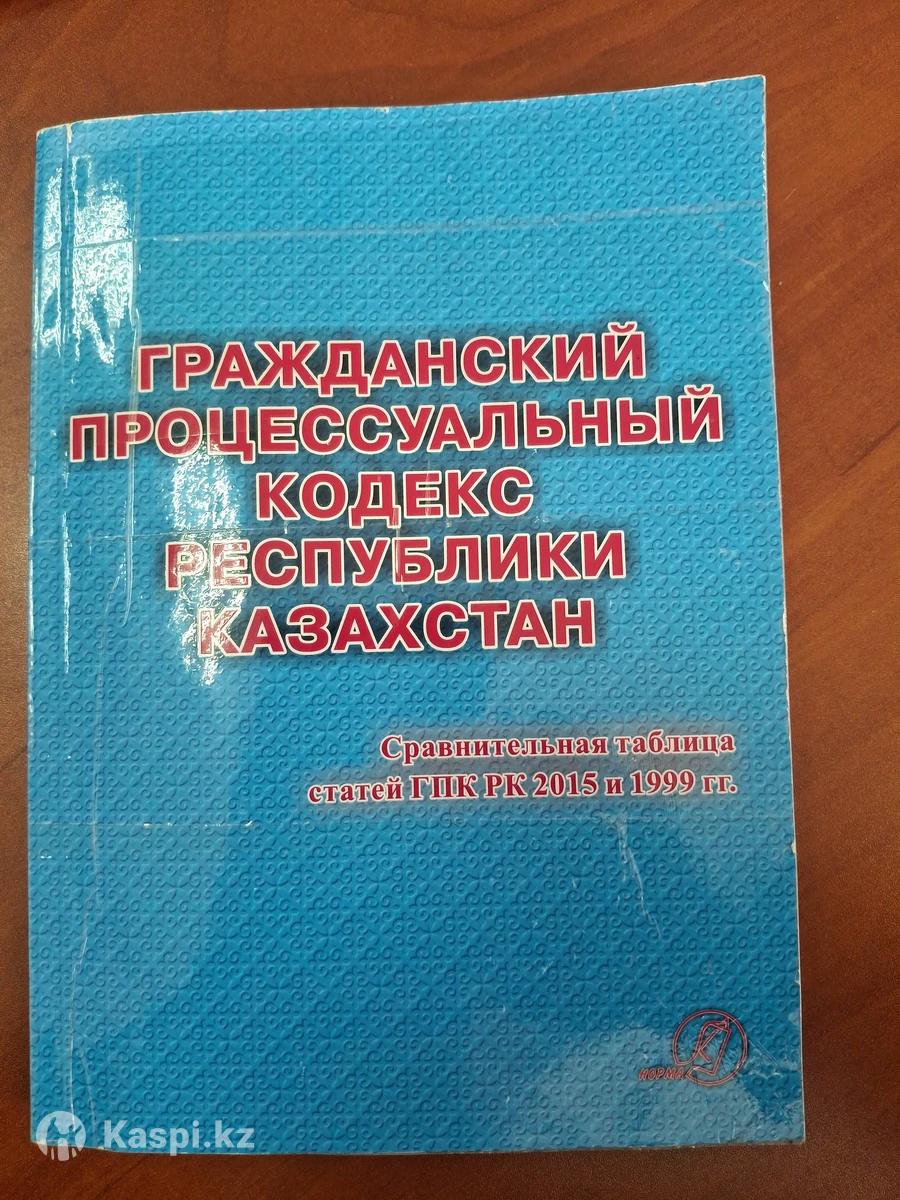 ГРАЖДАНСКИЙ
ПРОЦЕССУАЛЬНЫЙ
КОДЕКС
РЕСПУБЛИКИ
КАЗАХСТАН
Сравнительная таблица
статей ГПК РК 2015 и 1999 гг.
К
НОРМА
Kaspi.kz